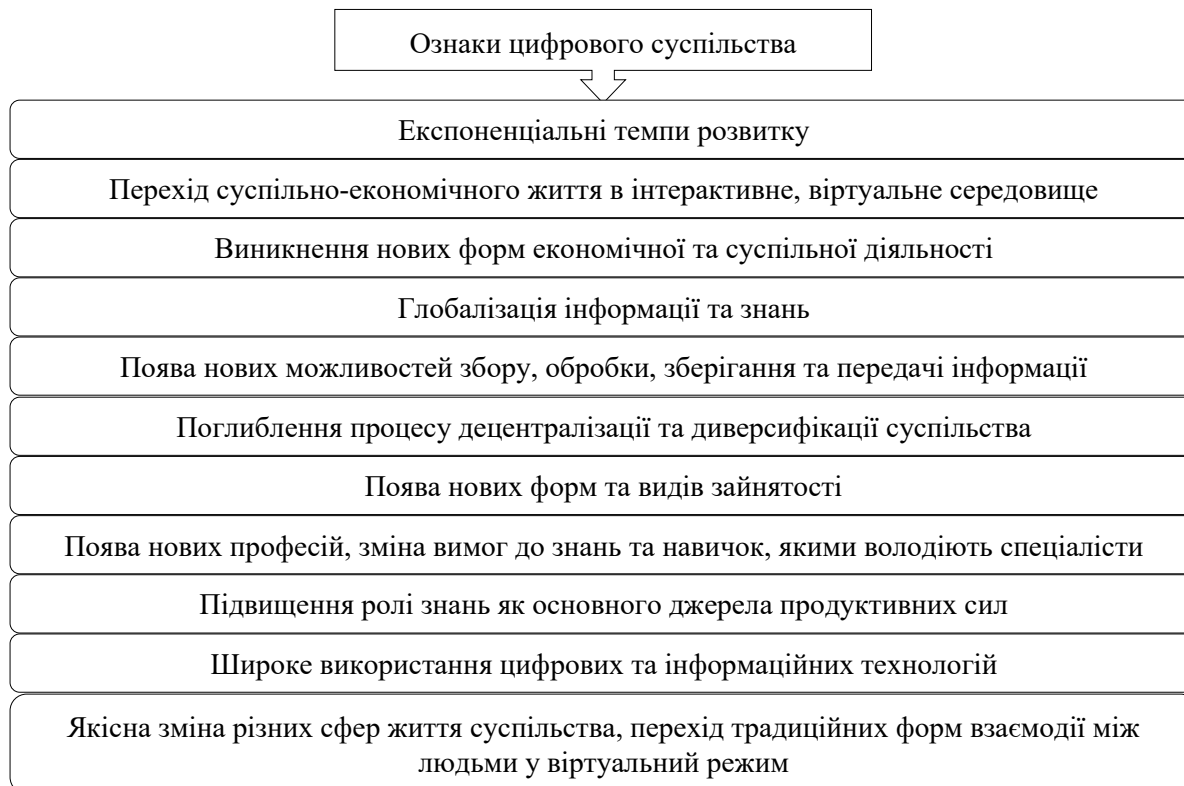 Ознаки цифрового суспільства
Експоненціальні темпи розвитку
Перехід суспільно-економічного життя в інтерактивне, віртуальне середовище
Виникнення нових форм економічної та суспільної діяльності
Глобалізація інформації та знань
Поява нових можливостей збору, обробки, зберігання та передачі інформації
Поглиблення процесу децентралізації та диверсифікації суспільства
Поява нових форм та видів зайнятості
Поява нових професій, зміна вимог до знань та навичок, якими володіють спеціалісти
Підвищення ролі знань як основного джерела продуктивних сил
Широке використання цифрових та інформаційних технологій
Якісна зміна різних сфер життя суспільства, перехід традиційних форм взаємодії між
людьми у віртуальний режим